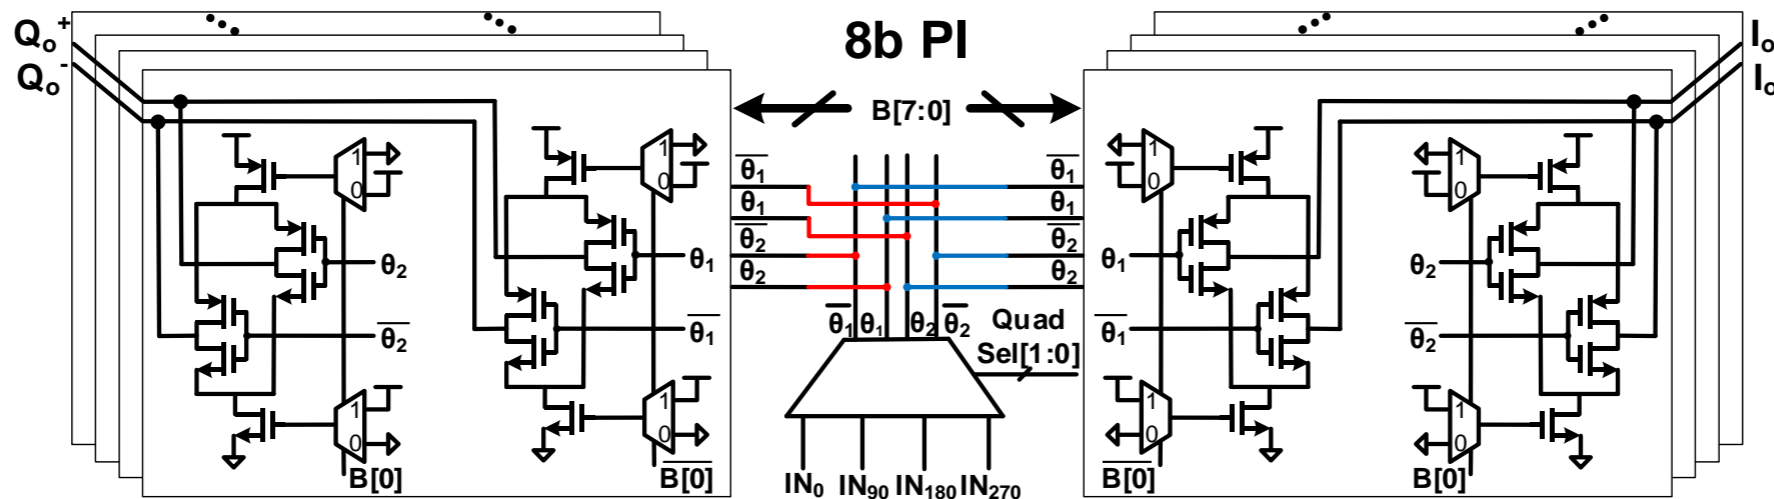 8b PI
Qo+
Qo-
Io
Io
B[7:0]
1
0
1
0
1
0
1
0
θ1̅
θ1
θ2̅
θ2
θ1̅
θ1
θ2̅
θ2
θ2
θ1
θ1
θ2
θ2̅
θ1̅
θ1̅
θ2̅
θ1̅ θ1 θ2 θ2̅
Quad
Sel[1:0]
1
0
1
0
1
0
1
0
B[0]
B[0]̅
B[0]̅
B[0]
IN0 IN90 IN180 IN270